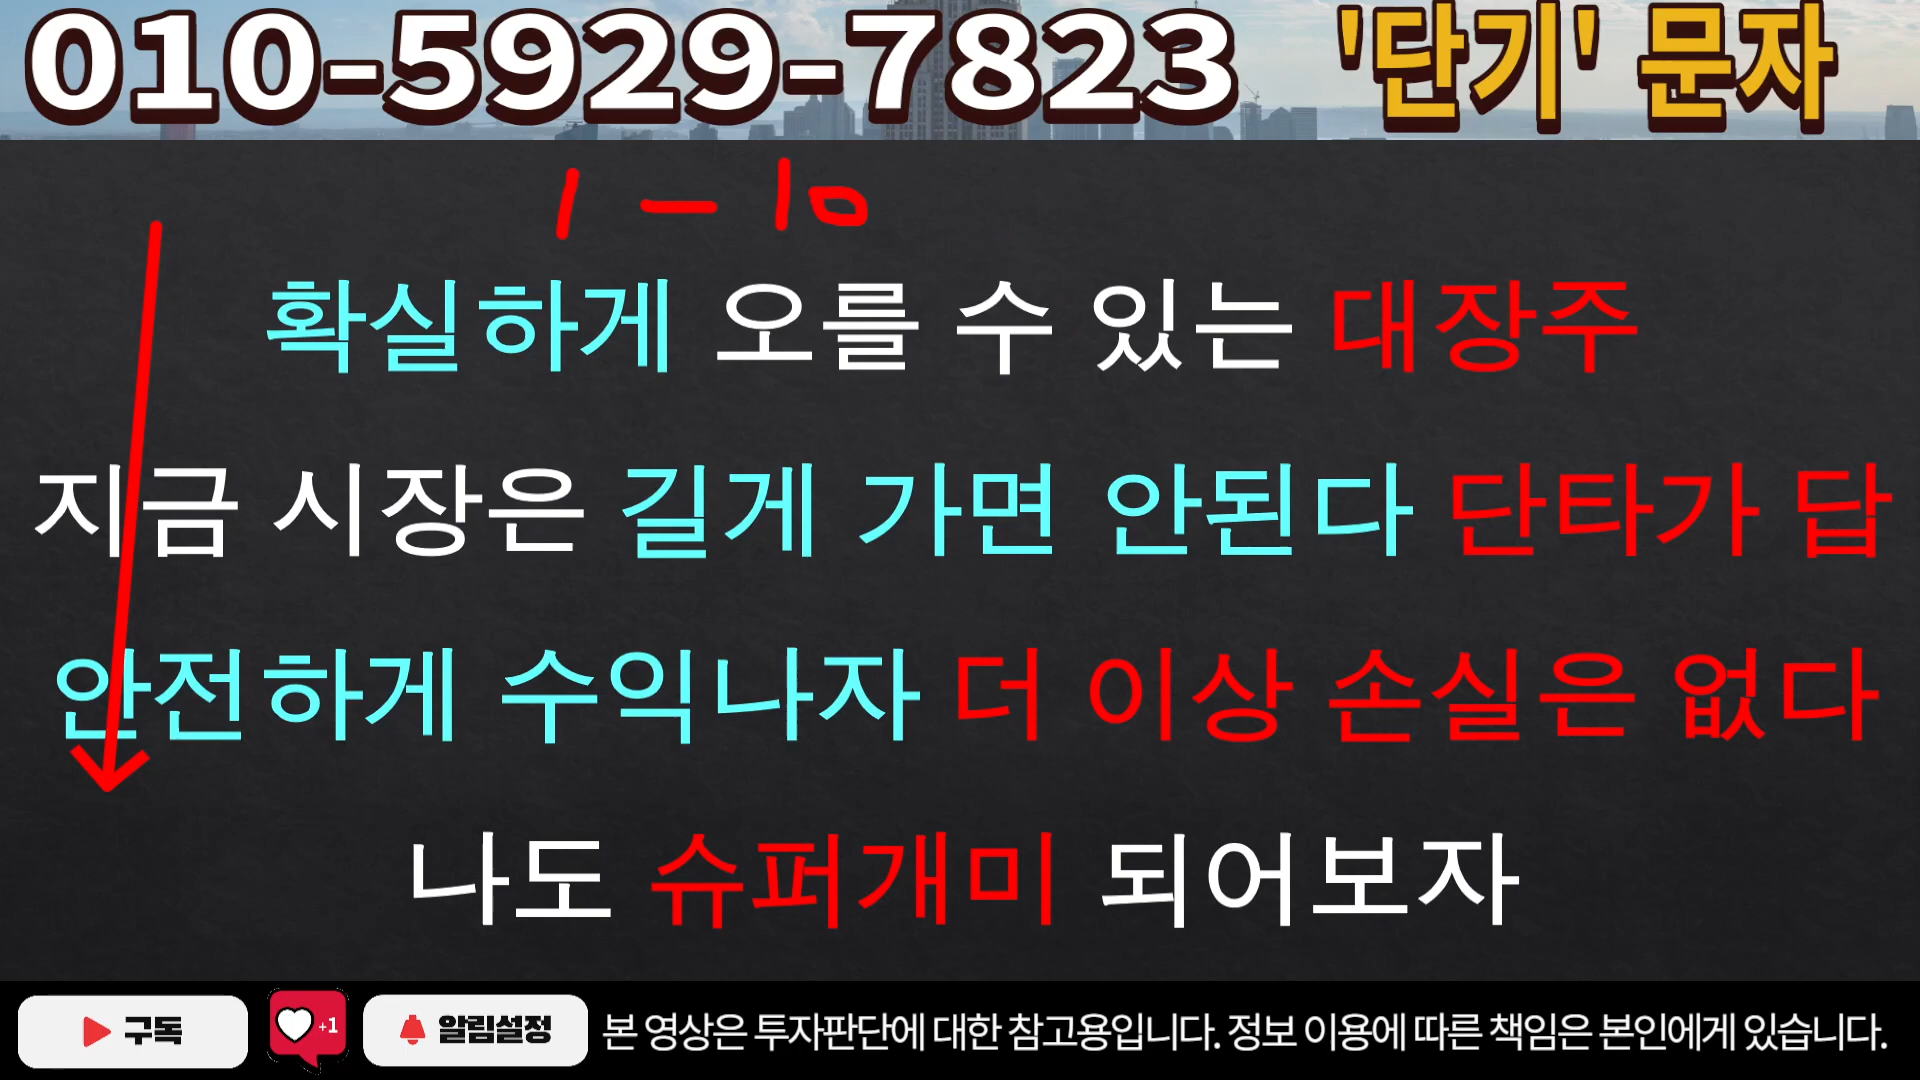 010-5929-7823 '단기' 문자
1 - 10
확실하게 오를 수 있는 대장주
지금 시장은 길게 가면 안된다 단타가 답
안전하게 수익나자 더 이상 손실은 없다
나도 슈퍼개미 되어보자
구독 +1 알림설정 본 영상은 투자판단에 대한 참고용입니다. 정보 이용에 따른 책임은 본인에게 있습니다.